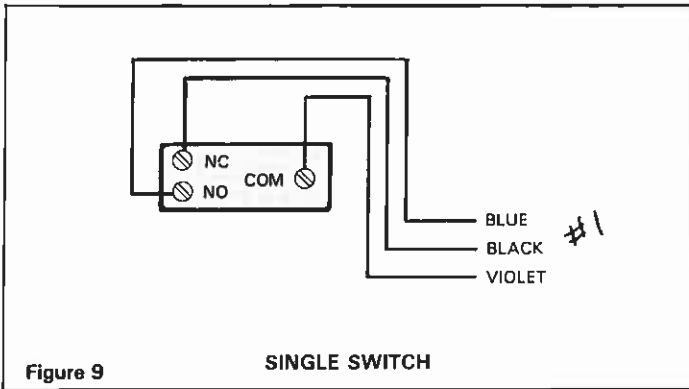 NC
COM
NO
BLUE
BLACK
VIOLET
#1
Figure 9
SINGLE SWITCH